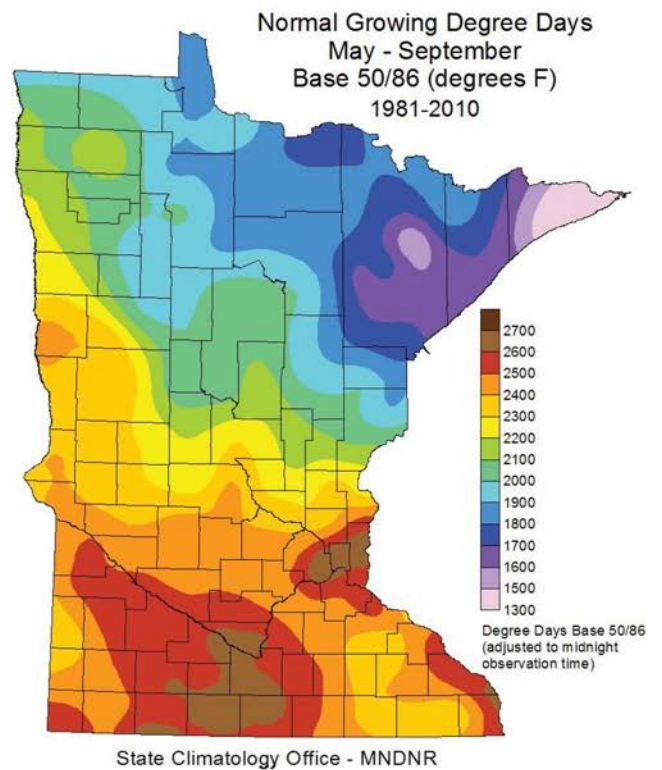 Normal Growing Degree Days
May - September
Base 50/86 (degrees F)
1981-2010
2700
2600
2500
2400
2300
2200
2100
2000
1900
1800
1700
1600
1500
1300
Degree Days Base 50/86
(adjusted to midnight
observation time)
State Climatology Office - MNDNR